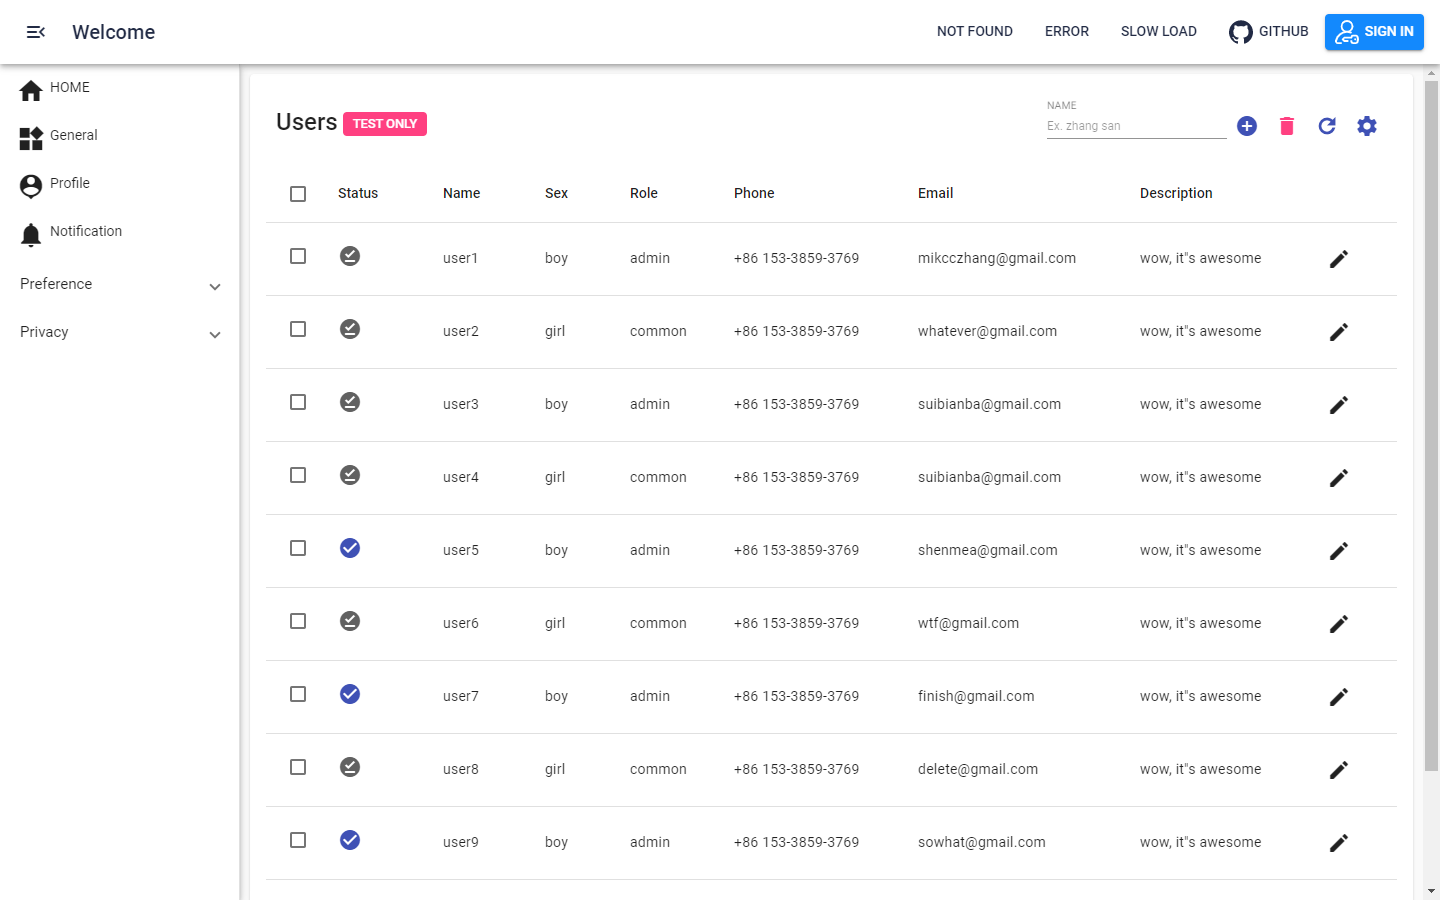 Welcome
NOT FOUND
ERROR
SLOW LOAD
GITHUB
SIGN IN
HOME
General
Profile
Notification
Preference
Privacy
Users TEST ONLY
NAME
Ex. zhang san
Status Name Sex Role Phone Email Description
user1 boy admin +86 153-3859-3769 mikcczhang@gmail.com wow, it"s awesome
user2 girl common +86 153-3859-3769 whatever@gmail.com wow, it"s awesome
user3 boy admin +86 153-3859-3769 suibianba@gmail.com wow, it"s awesome
user4 girl common +86 153-3859-3769 suibianba@gmail.com wow, it"s awesome
user5 boy admin +86 153-3859-3769 shenmea@gmail.com wow, it"s awesome
user6 girl common +86 153-3859-3769 wtf@gmail.com wow, it"s awesome
user7 boy admin +86 153-3859-3769 finish@gmail.com wow, it"s awesome
user8 girl common +86 153-3859-3769 delete@gmail.com wow, it"s awesome
user9 boy admin +86 153-3859-3769 sowhat@gmail.com wow, it"s awesome